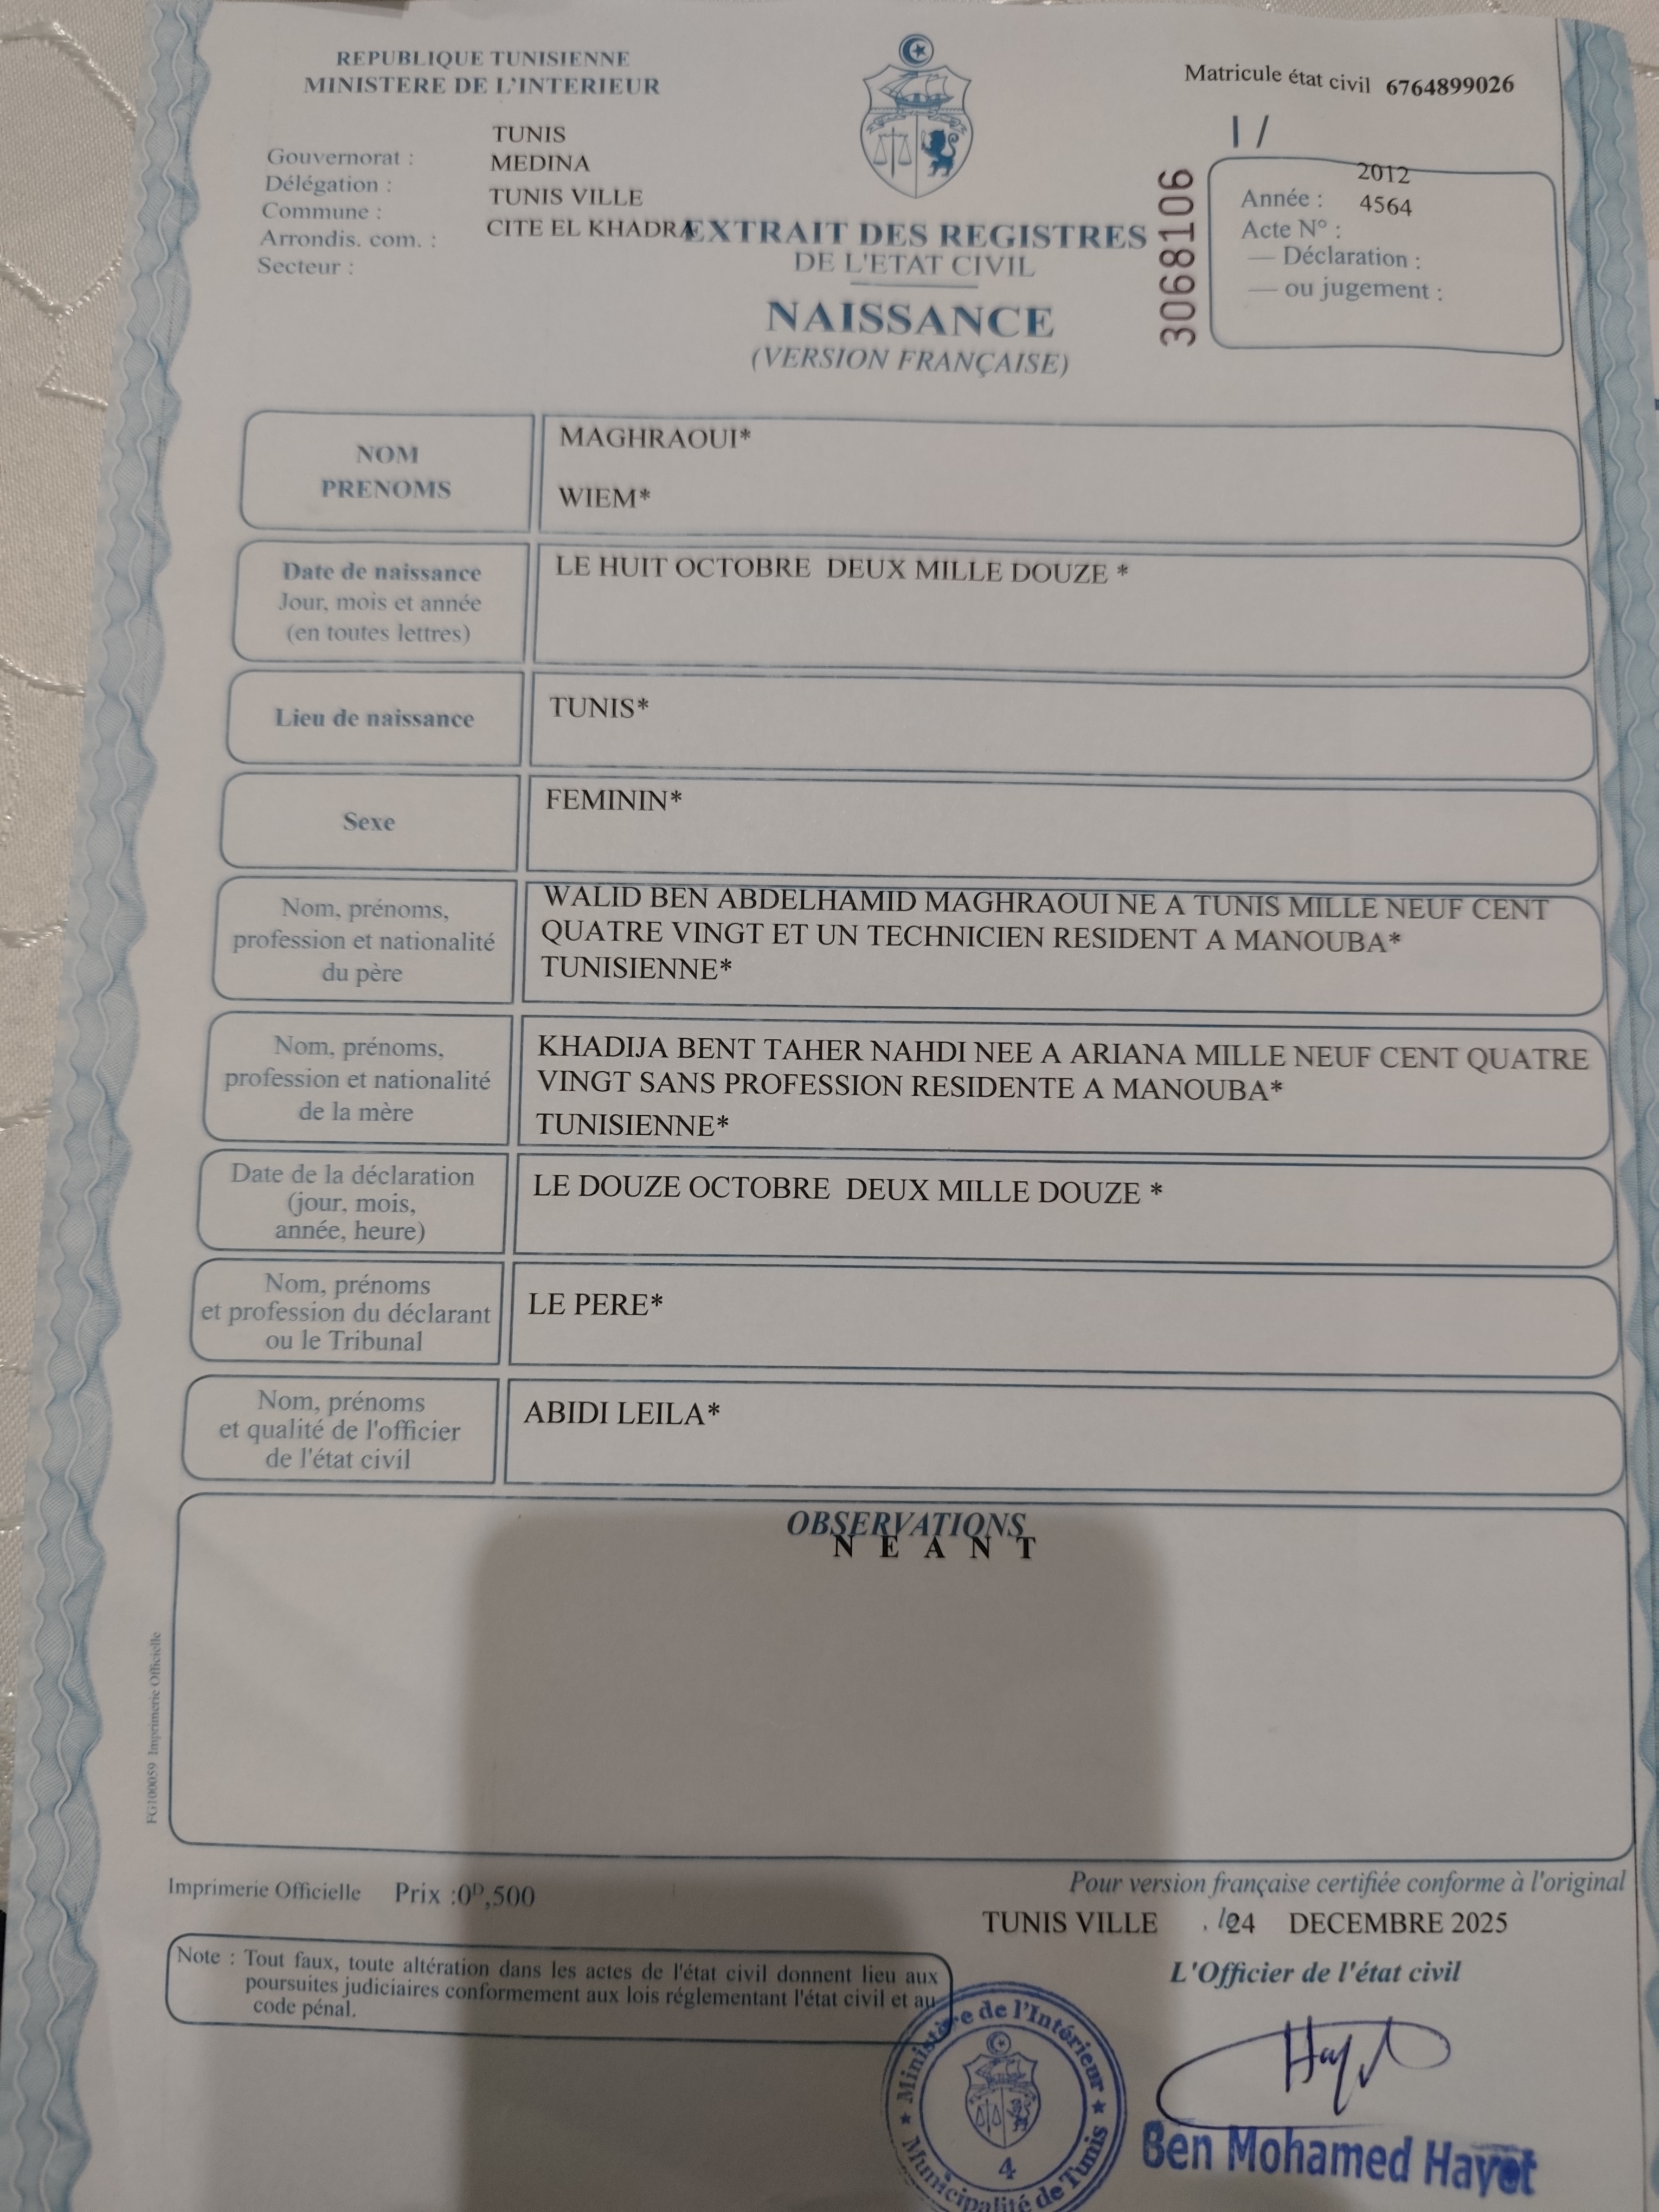 REPUBLIQUE TUNISIENNE
MINISTERE DE L'INTERIEUR
Matricule état civil 6764899026
1/
Gouvernorat : TUNIS
Délégation : MEDINA
Commune : TUNIS VILLE
Arrondis. com. : CITE EL KHADRA
Secteur :
EXTRAIT DES REGISTRES
DE L'ETAT CIVIL
NAISSANCE
(VERSION FRANÇAISE)
3068106
Année : 2012
Acte N° : 4564
— Déclaration :
— ou jugement :
NOM
PRENOMS
MAGHRAOUI*
WIEM*
Date de naissance
Jour, mois et année
(en toutes lettres)
LE HUIT OCTOBRE DEUX MILLE DOUZE *
Lieu de naissance
TUNIS*
Sexe
FEMININ*
Nom, prénoms,
profession et nationalité
du père
WALID BEN ABDELHAMID MAGHRAOUI NE A TUNIS MILLE NEUF CENT
QUATRE VINGT ET UN TECHNICIEN RESIDENT A MANOUBA*
TUNISIENNE*
Nom, prénoms,
profession et nationalité
de la mère
KHADIJA BENT TAHER NAHDI NEE A ARIANA MILLE NEUF CENT QUATRE
VINGT SANS PROFESSION RESIDENTE A MANOUBA*
TUNISIENNE*
Date de la déclaration
(jour, mois,
année, heure)
LE DOUZE OCTOBRE DEUX MILLE DOUZE *
Nom, prénoms
et profession du déclarant
ou le Tribunal
LE PERE*
Nom, prénoms
et qualité de l'officier
de l'état civil
ABIDI LEILA*
OBSERVATIONS
N E A N T
FG100059 Imprimerie Officielle
Imprimerie Officielle Prix :0ᴰ,500
Pour version française certifiée conforme à l'original
TUNIS VILLE , le 24 DECEMBRE 2025
L'Officier de l'état civil
Note : Tout faux, toute altération dans les actes de l'état civil donnent lieu aux
poursuites judiciaires conformement aux lois réglementant l'état civil et au
code pénal.
Ministère de l'Intérieur
4
Municipalité de Tunis
Ben Mohamed Hayet